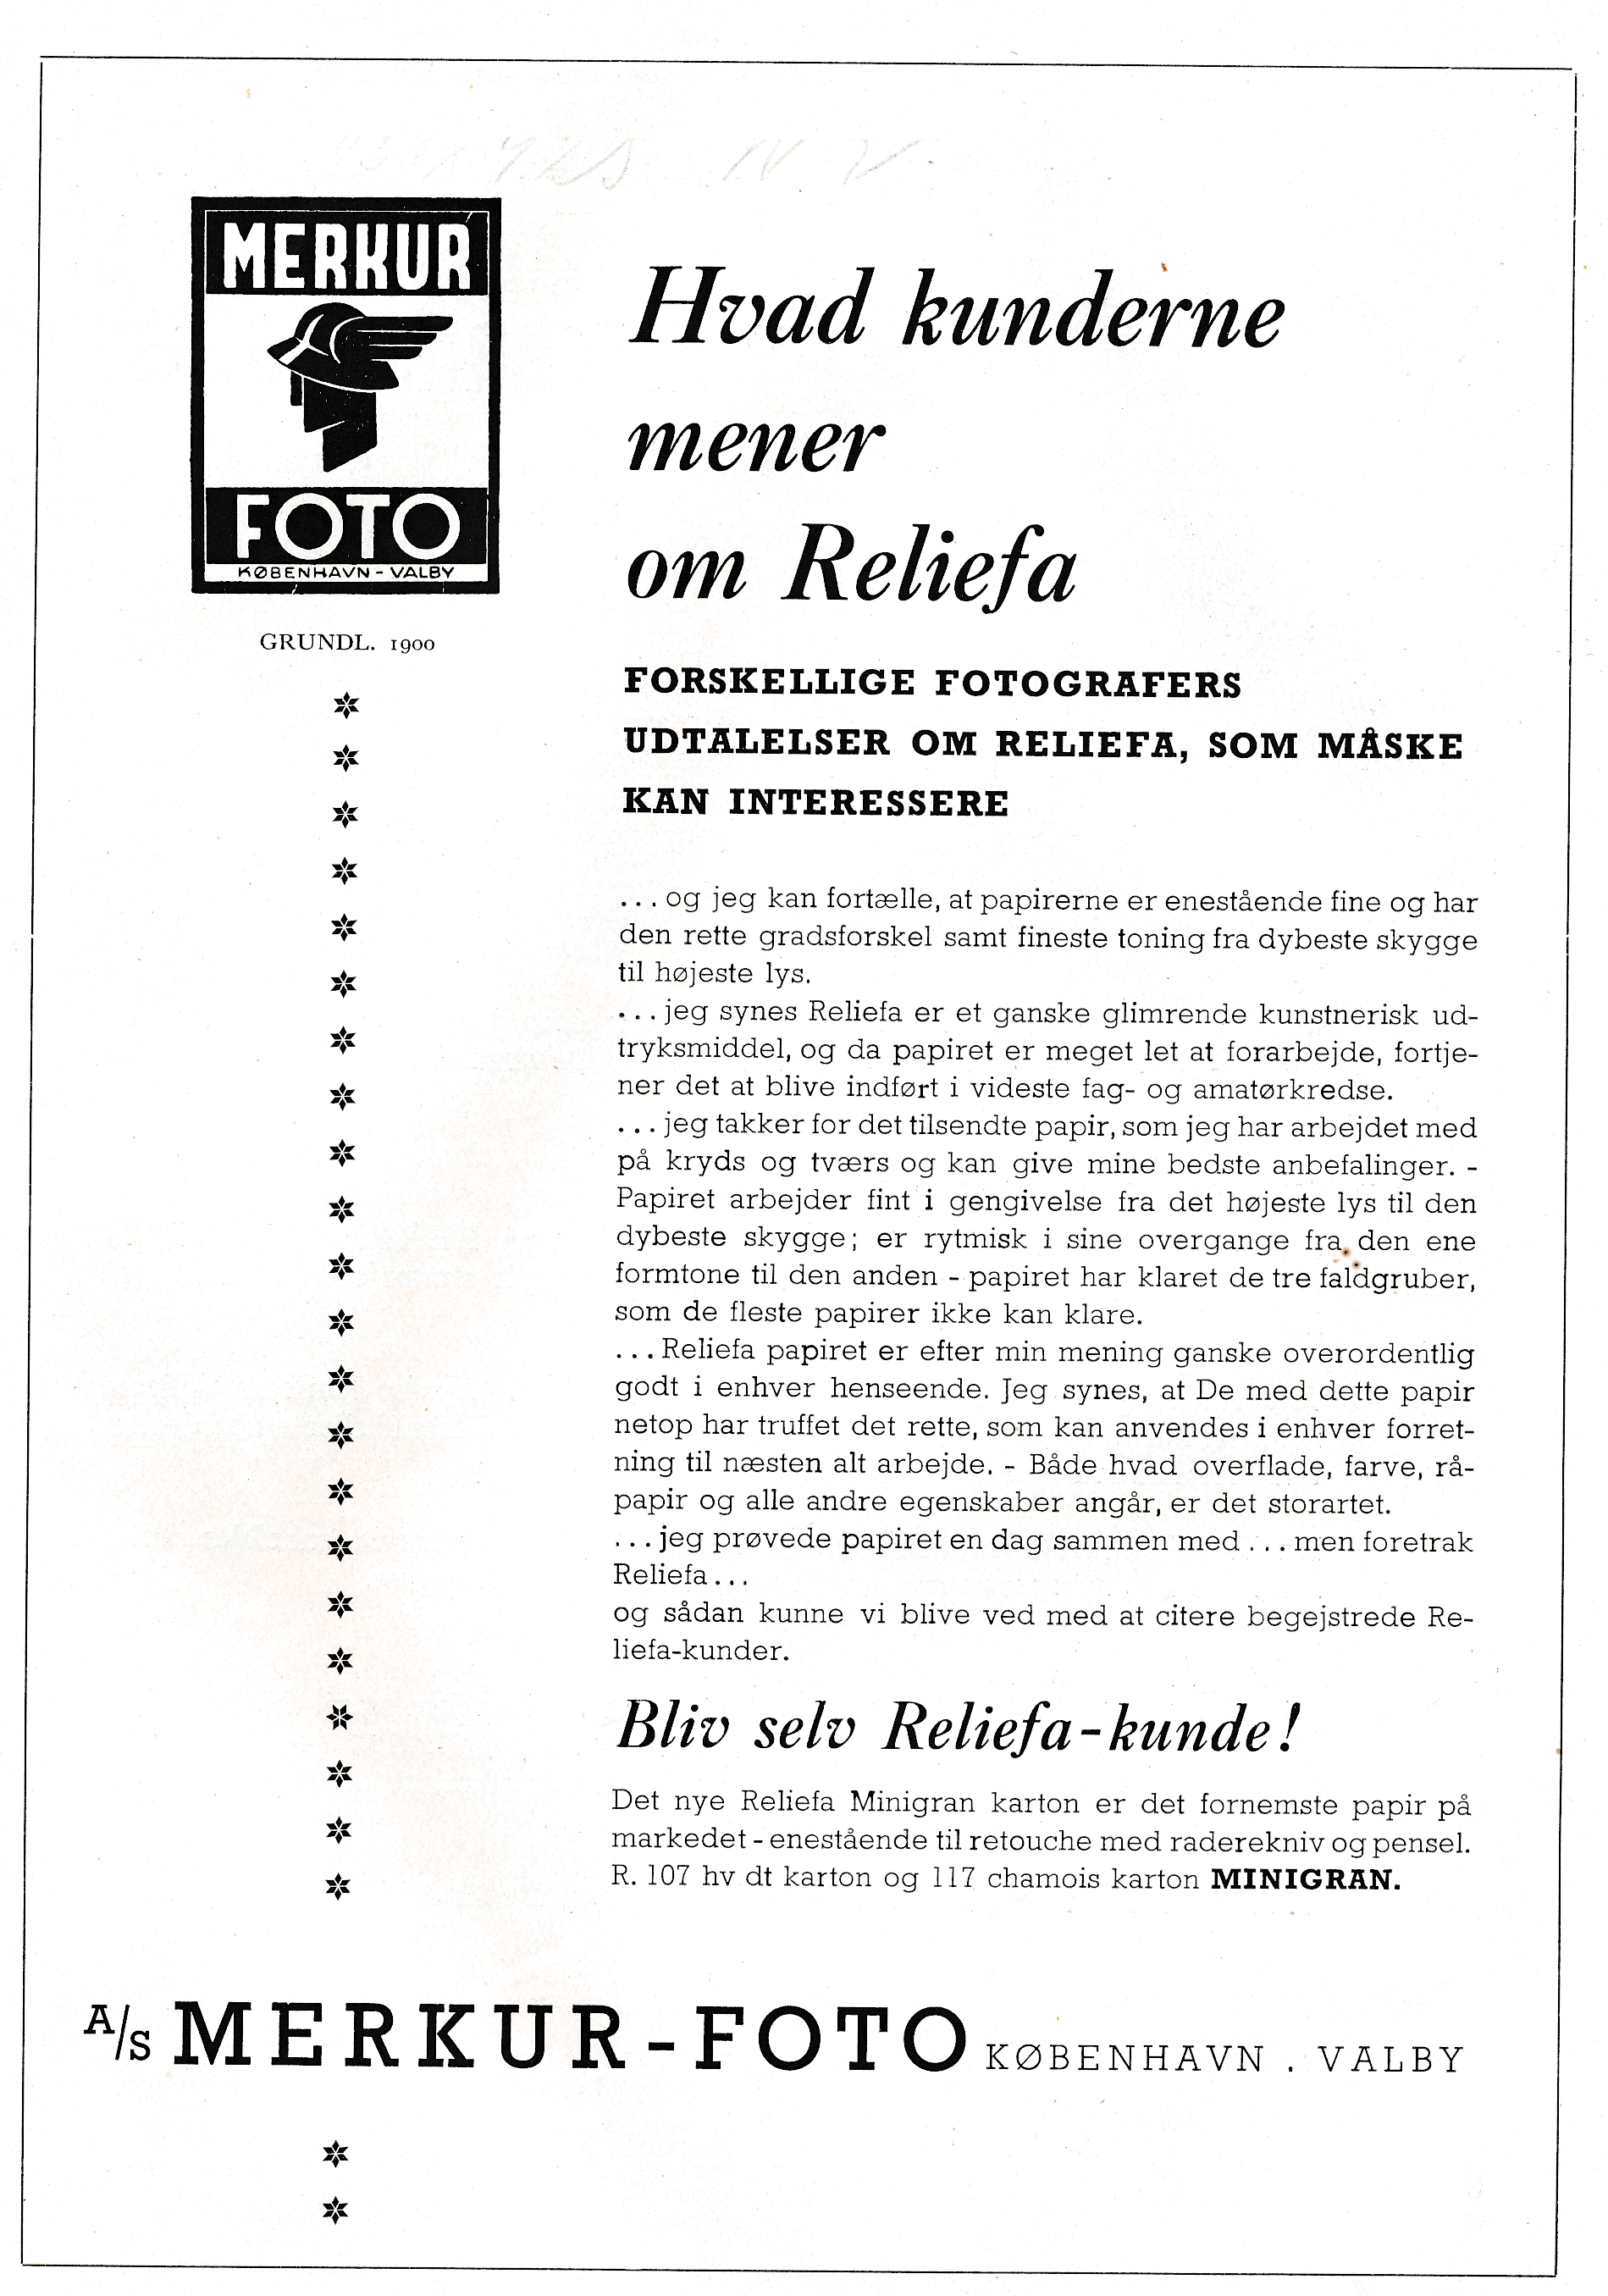 MERKUR
FOTO
KØBENHAVN - VALBY
GRUNDL. 1900
Hvad kunderne
mener
om Reliefa
FORSKELLIGE FOTOGRAFERS
UDTALELSER OM RELIEFA, SOM MÅSKE
KAN INTERESSERE
... og jeg kan fortælle, at papirerne er enestående fine og har
den rette gradsforskel samt fineste toning fra dybeste skygge
til højeste lys.
... jeg synes Reliefa er et ganske glimrende kunstnerisk ud-
tryksmiddel, og da papiret er meget let at forarbejde, fortje-
ner det at blive indført i videste fag- og amatørkredse.
... jeg takker for det tilsendte papir, som jeg har arbejdet med
på kryds og tværs og kan give mine bedste anbefalinger. -
Papiret arbejder fint i gengivelse fra det højeste lys til den
dybeste skygge; er rytmisk i sine overgange fra den ene
formtone til den anden - papiret har klaret de tre faldgruber,
som de fleste papirer ikke kan klare.
... Reliefa papiret er efter min mening ganske overordentlig
godt i enhver henseende. Jeg synes, at De med dette papir
netop har truffet det rette, som kan anvendes i enhver forret-
ning til næsten alt arbejde. - Både hvad overflade, farve, rå-
papir og alle andre egenskaber angår, er det storartet.
... jeg prøvede papiret en dag sammen med ... men foretrak
Reliefa ...
og sådan kunne vi blive ved med at citere begejstrede Re-
liefa-kunder.
Bliv selv Reliefa-kunde!
Det nye Reliefa Minigran karton er det fornemste papir på
markedet - enestående til retouche med raderekniv og pensel.
R. 107 hv dt karton og 117 chamois karton MINIGRAN.
A/S MERKUR-FOTO KØBENHAVN . VALBY